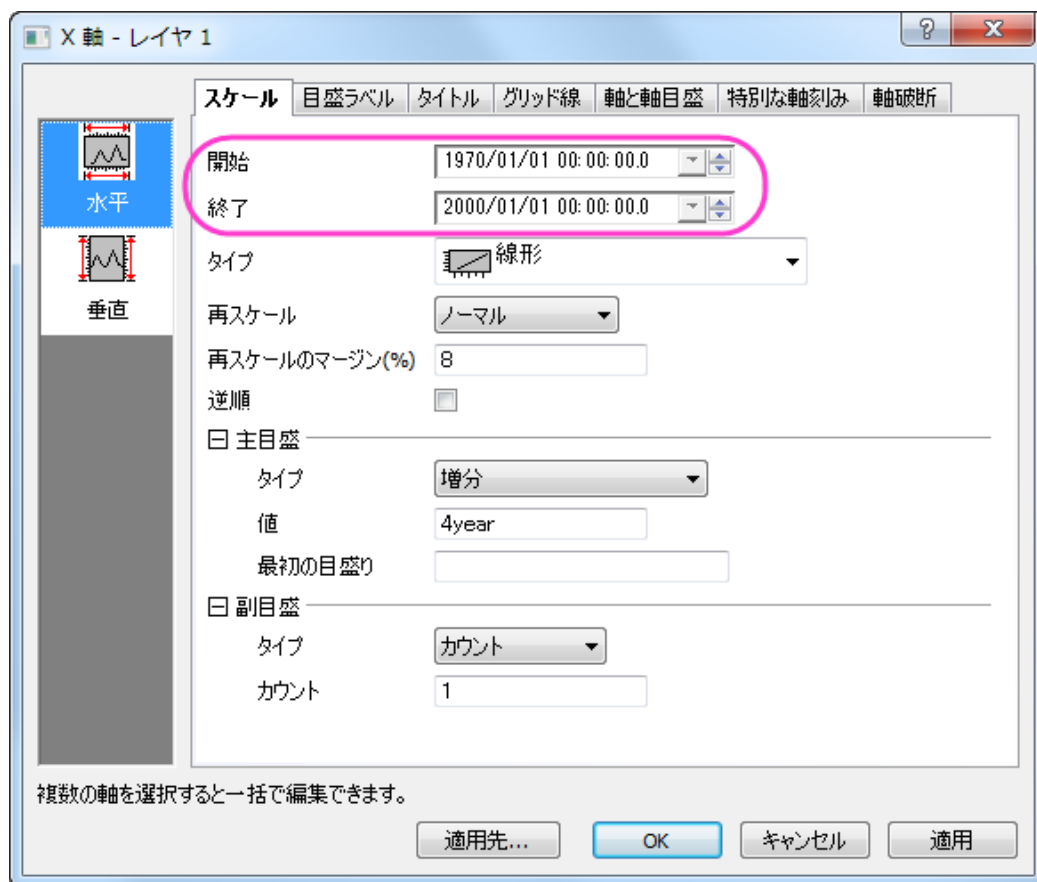 X 軸 - レイヤ 1
スケール 目盛ラベル タイトル グリッド線 軸と軸目盛 特別な軸刻み 軸破断
水平
垂直
開始 1970/01/01 00:00:00.0
終了 2000/01/01 00:00:00.0
タイプ 線形
再スケール ノーマル
再スケールのマージン(%) 8
逆順
主目盛
タイプ 増分
値 4year
最初の目盛り
副目盛
タイプ カウント
カウント 1
複数の軸を選択すると一括で編集できます。
適用先... OK キャンセル 適用